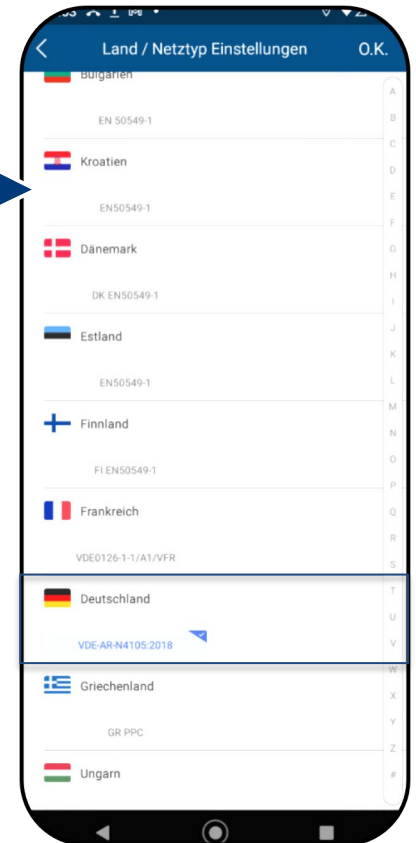 Land / Netztyp Einstellungen O.K.
Bulgarien
EN 50549-1
Kroatien
EN50549-1
Dänemark
DK EN50549-1
Estland
EN50549-1
Finnland
FI EN50549-1
Frankreich
VDE0126-1-1/A1/VFR
Deutschland
VDE-AR-N4105:2018
Griechenland
GR PPC
Ungarn
A
B
C
D
E
F
G
H
I
J
K
L
M
N
O
P
Q
R
S
T
U
V
W
X
Y
Z
#